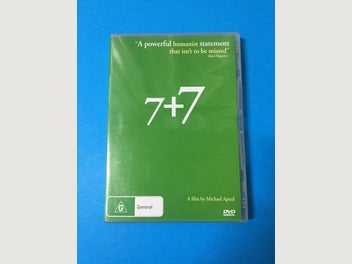 "A powerful humanist statement
that isn't to be missed"
7+7
G
General
A film by Michael Apted
DVD